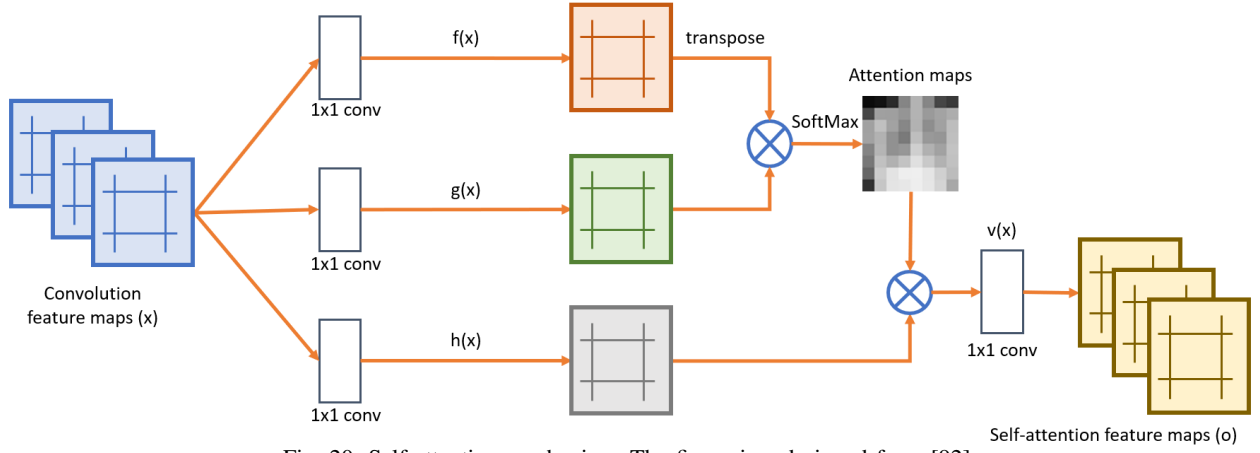 f(x)
transpose
1x1 conv
Attention maps
SoftMax
g(x)
1x1 conv
v(x)
Convolution
feature maps (x)
h(x)
1x1 conv
1x1 conv
Self-attention feature maps (o)